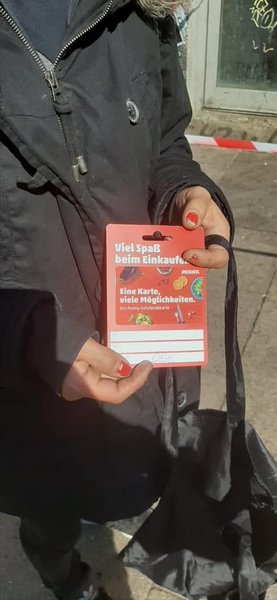 Viel Spaß
beim Einkaufen
PENNY.
Eine Karte,
viele Möglichkeiten.
Die Penny Geschenkkarte